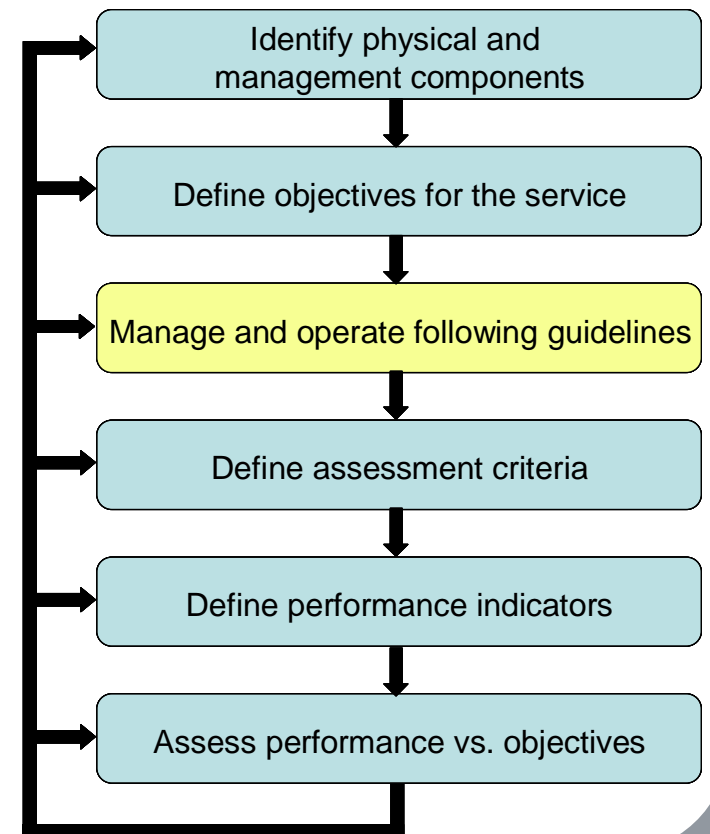 Identify physical and
management components
Define objectives for the service
Manage and operate following guidelines
Define assessment criteria
Define performance indicators
Assess performance vs. objectives